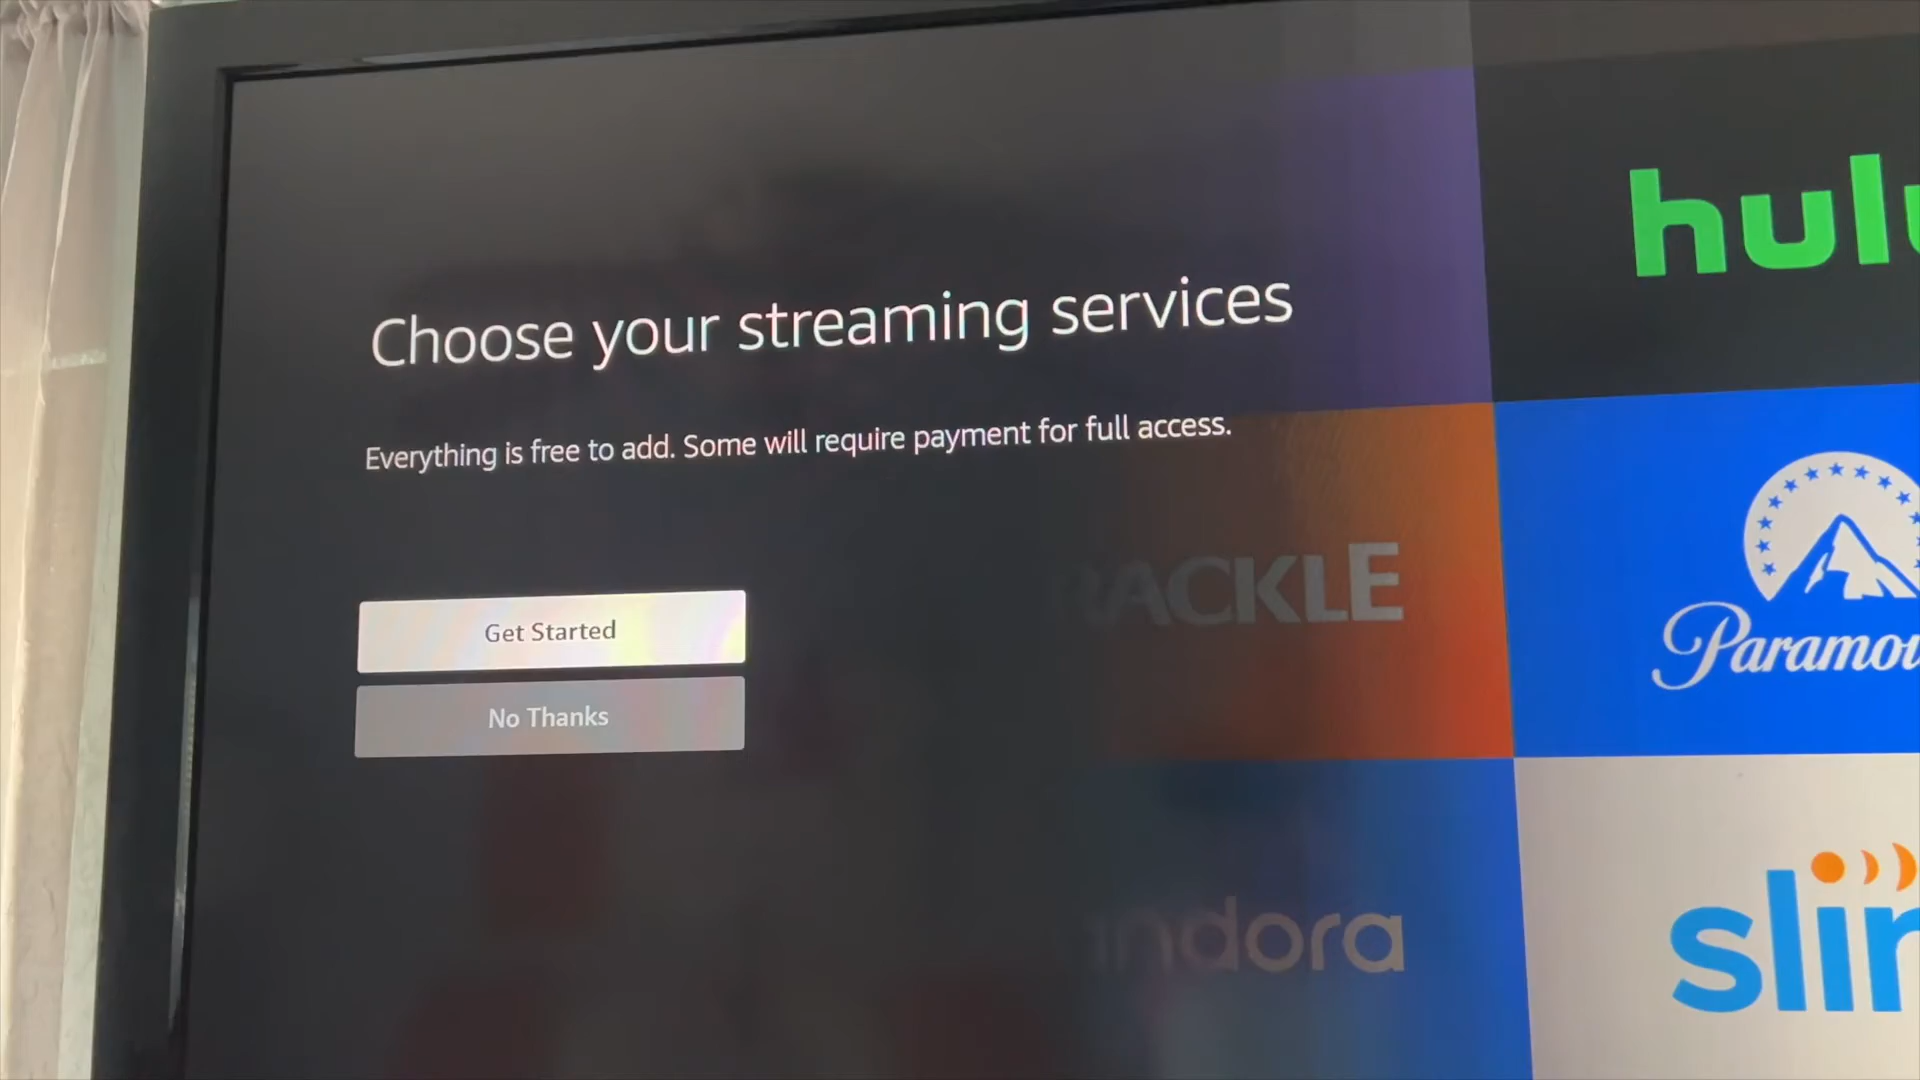 Choose your streaming services
Everything is free to add. Some will require payment for full access.
Get Started
No Thanks
hulu
ACKLE
Paramou
andora
slin